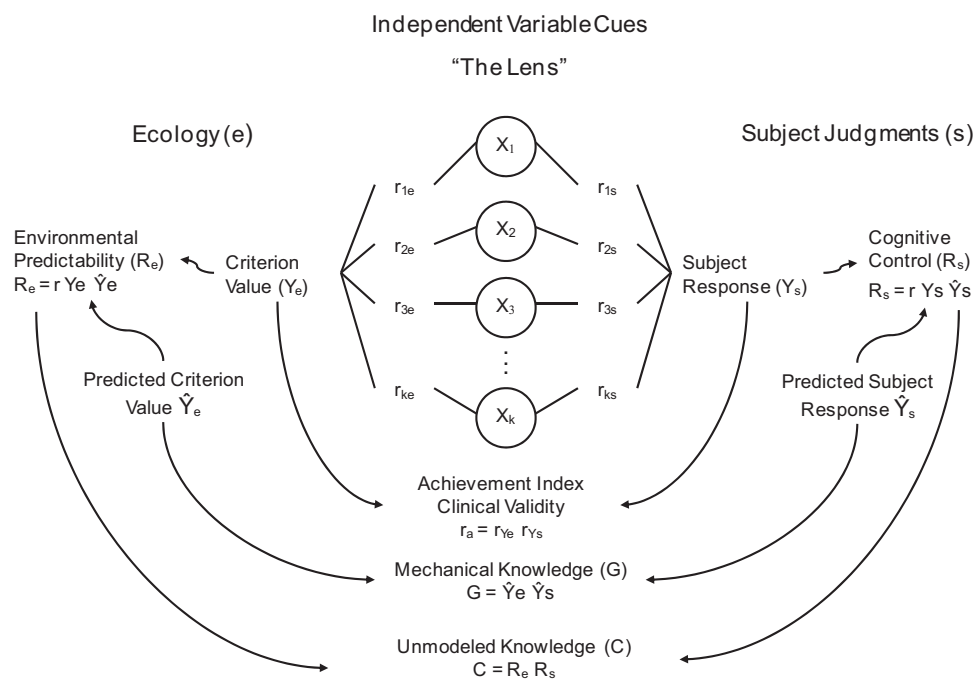 Independent Variable Cues
“The Lens”
Ecology (e)
Subject Judgments (s)
X₁
r₁ₑ
r₁ₛ
X₂
r₂ₑ
r₂ₛ
X₃
r₃ₑ
r₃ₛ
⋮
Xₖ
rₖₑ
rₖₛ
Environmental
Predictability (Rₑ)
Rₑ = r Ye Ŷe
Criterion
Value (Yₑ)
Subject
Response (Yₛ)
Cognitive
Control (Rₛ)
Rₛ = r Ys Ŷs
Predicted Criterion
Value Ŷₑ
Predicted Subject
Response Ŷₛ
Achievement Index
Clinical Validity
rₐ = r_Ye r_Ys
Mechanical Knowledge (G)
G = Ŷe Ŷs
Unmodeled Knowledge (C)
C = Rₑ Rₛ